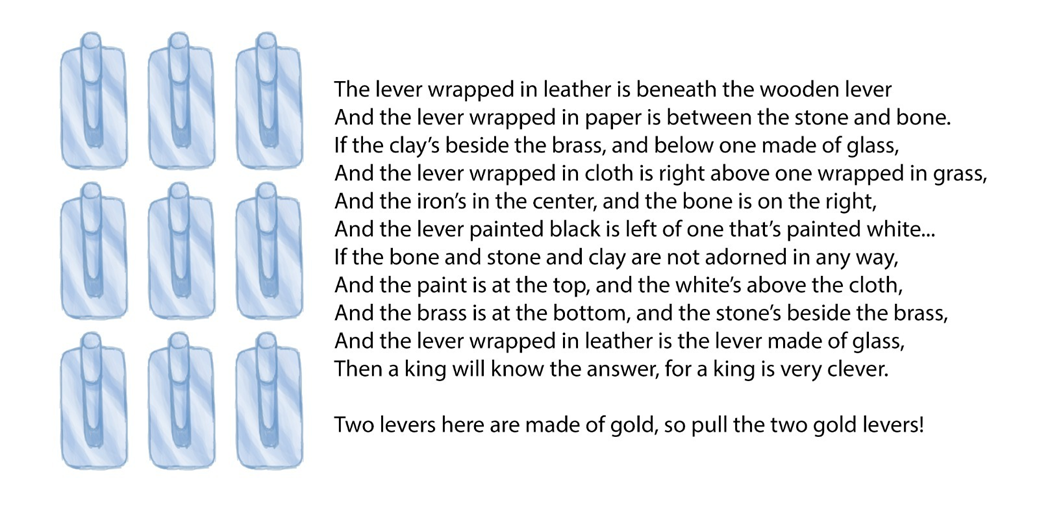 The lever wrapped in leather is beneath the wooden lever
And the lever wrapped in paper is between the stone and bone.
If the clay’s beside the brass, and below one made of glass,
And the lever wrapped in cloth is right above one wrapped in grass,
And the iron’s in the center, and the bone is on the right,
And the lever painted black is left of one that’s painted white...
If the bone and stone and clay are not adorned in any way,
And the paint is at the top, and the white’s above the cloth,
And the brass is at the bottom, and the stone’s beside the brass,
And the lever wrapped in leather is the lever made of glass,
Then a king will know the answer, for a king is very clever.
Two levers here are made of gold, so pull the two gold levers!